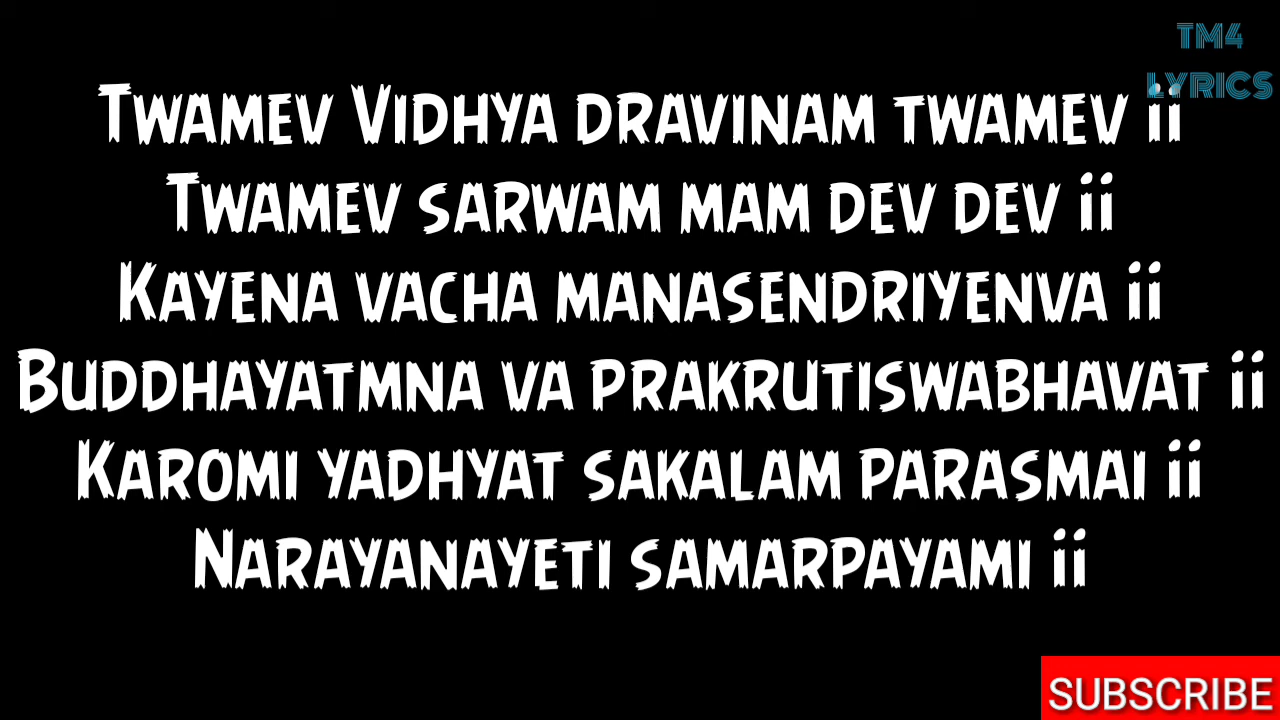 TM4
LYRICS
Twamev Vidhya dravinam twamev ii
Twamev sarwam mam dev dev ii
Kayena vacha manasendriyenva ii
Buddhayatmna va prakrutiswabhavat ii
Karomi yadhyat sakalam parasmai ii
Narayanayeti samarpayami ii
SUBSCRIBE